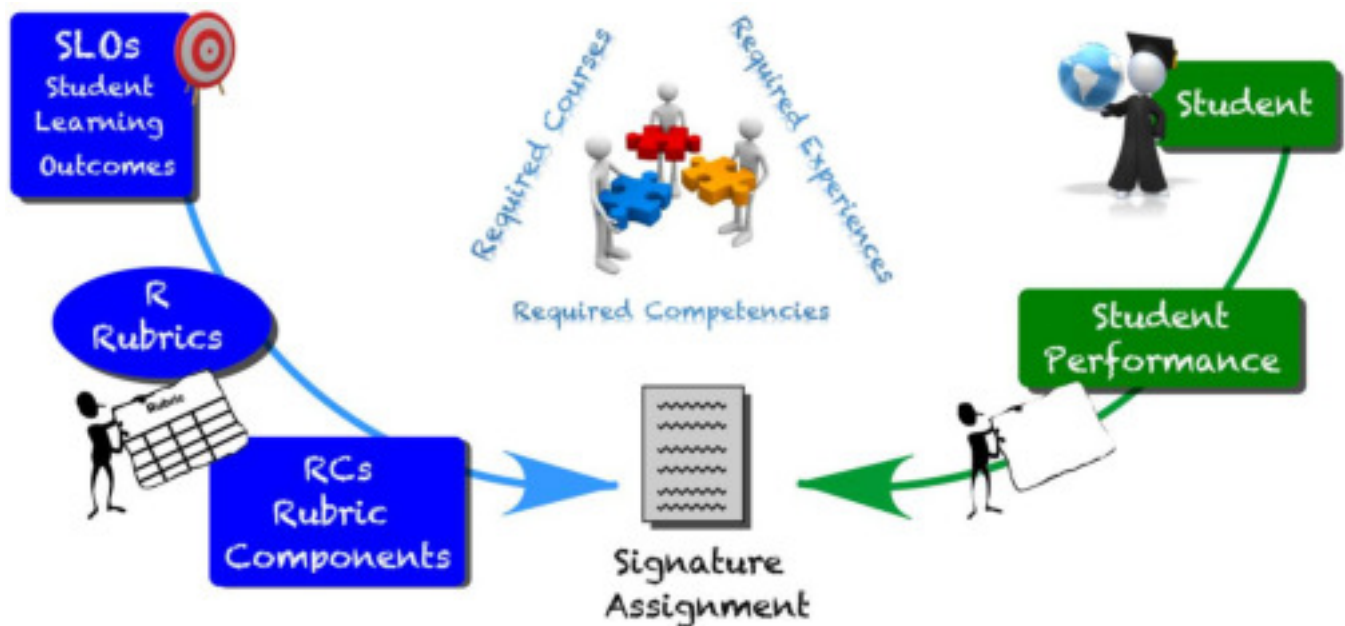 SLOs
Student
Learning
Outcomes
R
Rubrics
Rubric
RCs
Rubric
Components
Required Courses
Required Experiences
Required Competencies
Signature
Assignment
Student
Student
Performance